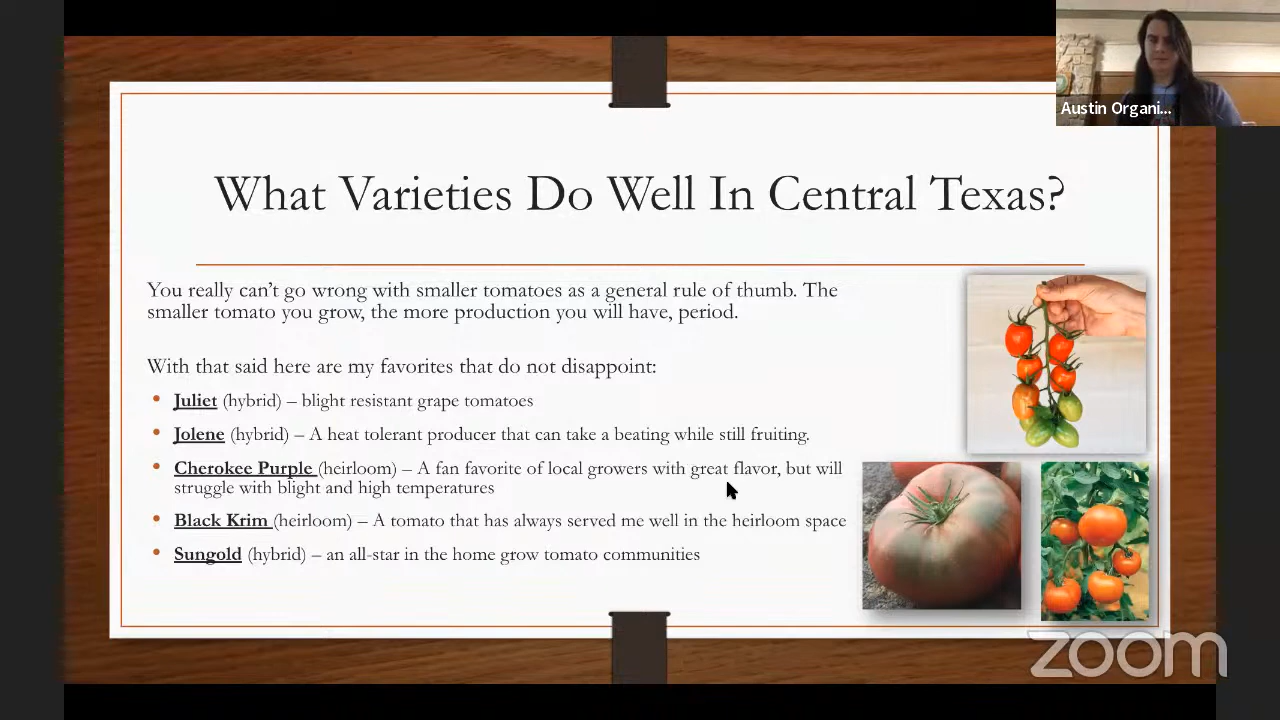 Austin Organi...
What Varieties Do Well In Central Texas?
You really can't go wrong with smaller tomatoes as a general rule of thumb. The
smaller tomato you grow, the more production you will have, period.
With that said here are my favorites that do not disappoint:
• Juliet (hybrid) – blight resistant grape tomatoes
• Jolene (hybrid) – A heat tolerant producer that can take a beating while still fruiting.
• Cherokee Purple (heirloom) – A fan favorite of local growers with great flavor, but will
struggle with blight and high temperatures
• Black Krim (heirloom) – A tomato that has always served me well in the heirloom space
• Sungold (hybrid) – an all-star in the home grow tomato communities
zoom